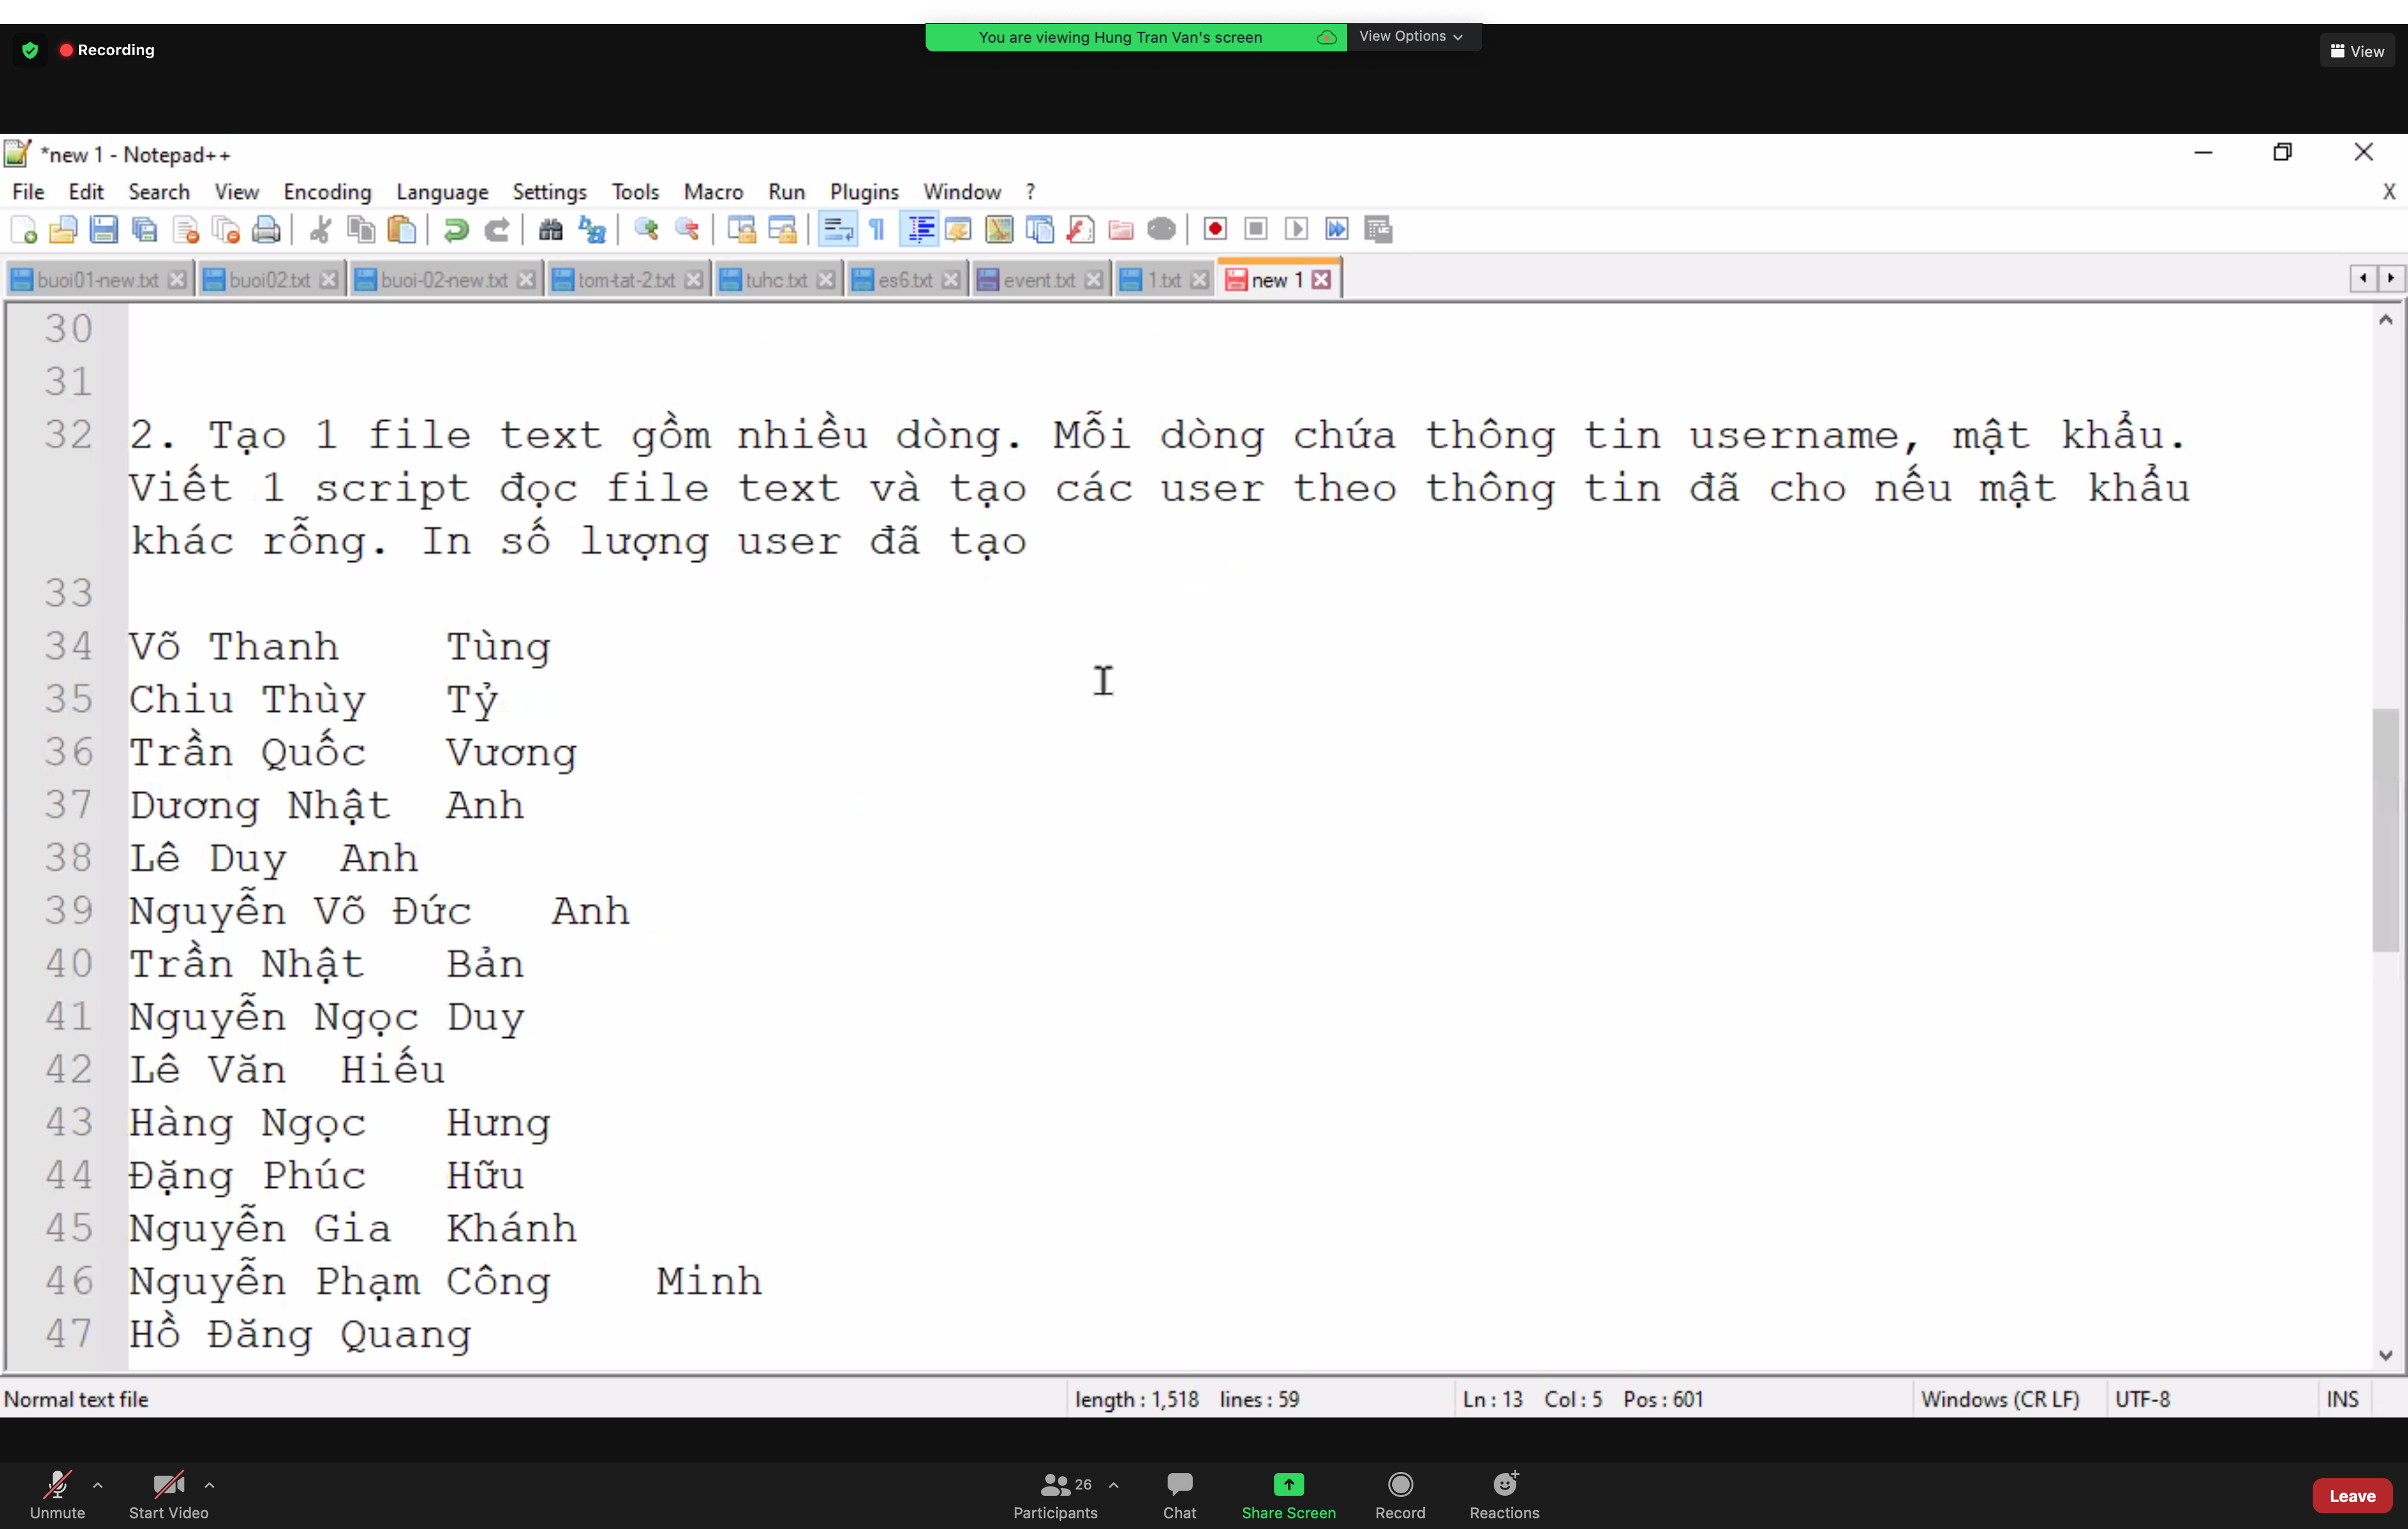 Recording
You are viewing Hung Tran Van's screen
View Options
View
*new 1 - Notepad++
File Edit Search View Encoding Language Settings Tools Macro Run Plugins Window ?
X
buoi01-new.txt buoi02.txt buoi-02-new.txt tom-tat-2.txt tuhc.txt es6.txt event.txt 1.txt new 1
30
31
32 2. Tạo 1 file text gồm nhiều dòng. Mỗi dòng chứa thông tin username, mật khẩu.
Viết 1 script đọc file text và tạo các user theo thông tin đã cho nếu mật khẩu
khác rỗng. In số lượng user đã tạo
33
34 Võ Thanh Tùng
35 Chiu Thùy Tỷ
36 Trần Quốc Vương
37 Dương Nhật Anh
38 Lê Duy Anh
39 Nguyễn Võ Đức Anh
40 Trần Nhật Bản
41 Nguyễn Ngọc Duy
42 Lê Văn Hiếu
43 Hàng Ngọc Hưng
44 Đặng Phúc Hữu
45 Nguyễn Gia Khánh
46 Nguyễn Phạm Công Minh
47 Hồ Đăng Quang
Normal text file length : 1,518 lines : 59 Ln : 13 Col : 5 Pos : 601 Windows (CR LF) UTF-8 INS
26
Unmute Start Video Participants Chat Share Screen Record Reactions Leave